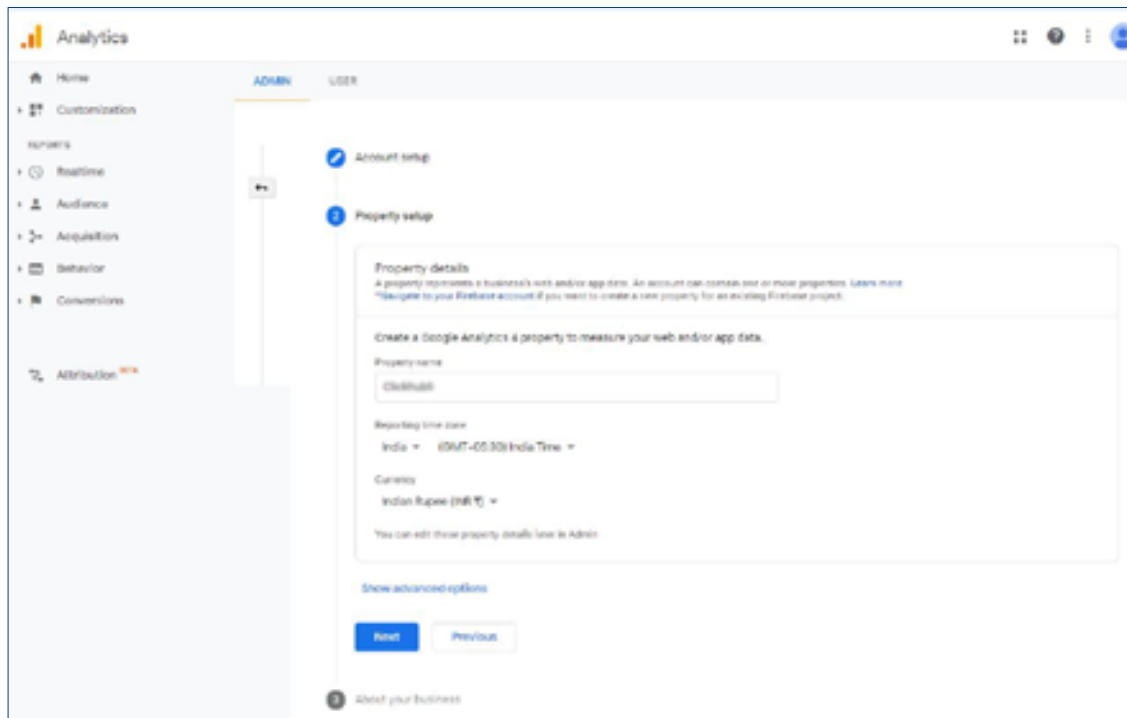 Analytics
Home
ADMIN USER
Customization
REPORTS
Realtime
Audience
Acquisition
Behavior
Conversions
Attribution BETA
Account setup
2 Property setup
Property details
A property represents a business's web and/or app data. An account can contain one or more properties. Learn more
*Navigate to your Firebase account if you want to create a new property for an existing Firebase project.
Create a Google Analytics 4 property to measure your web and/or app data.
Property name
Reporting time zone
India (GMT+05:30) India Time
Currency
Indian Rupee (INR ₹)
You can edit these property details later in Admin
Show advanced options
Next Previous
3 About your business